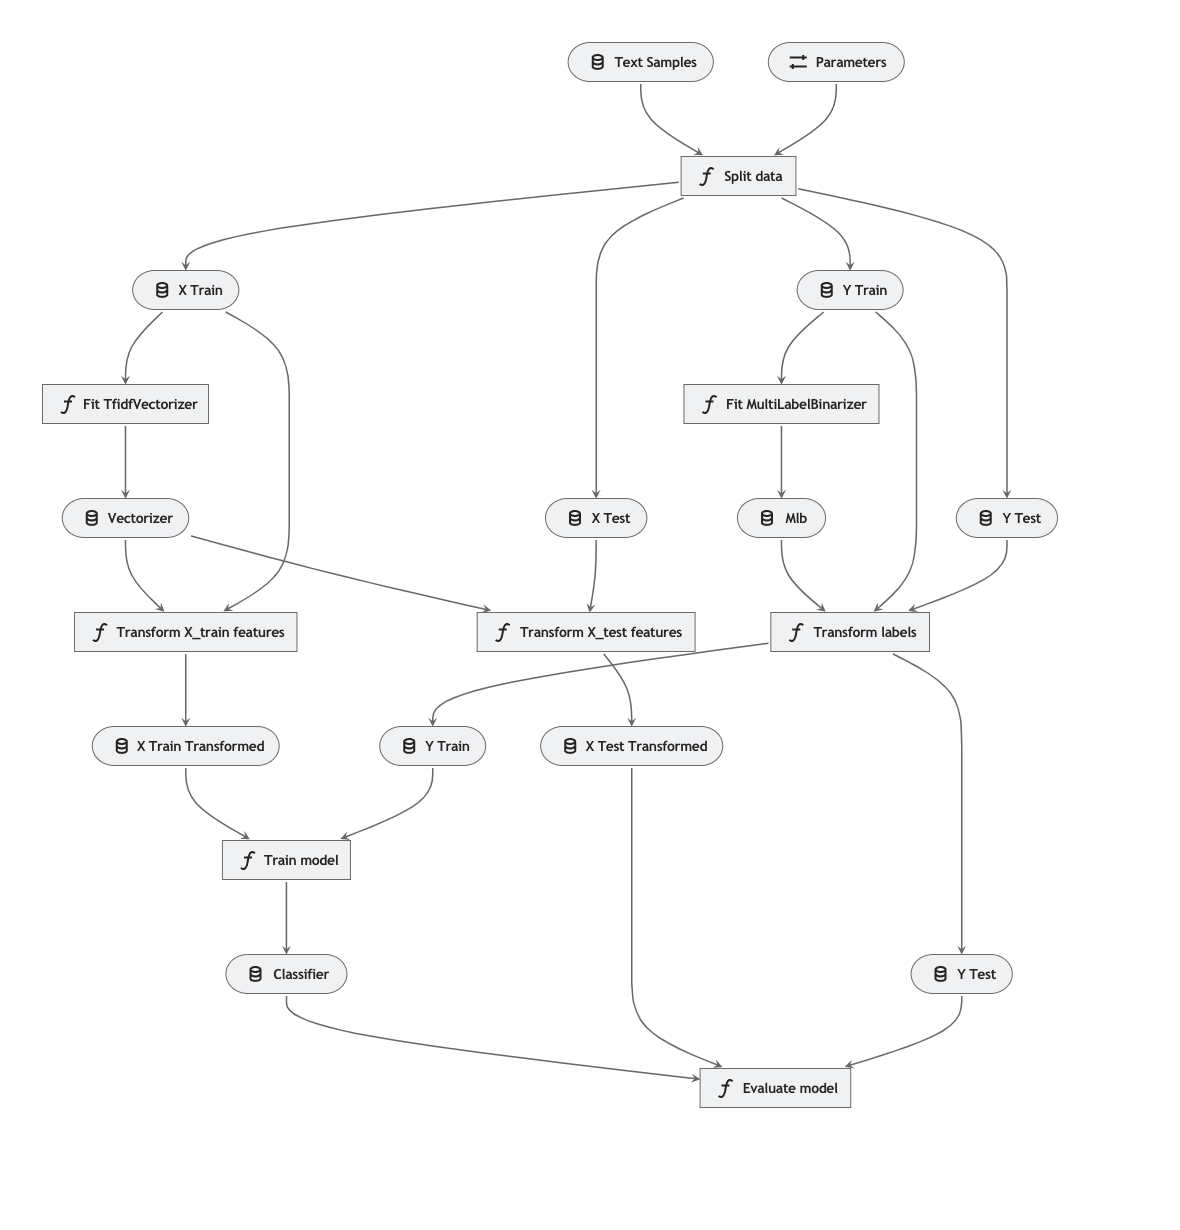 Text Samples
Parameters
Split data
X Train
Y Train
Fit TfidfVectorizer
Fit MultiLabelBinarizer
Vectorizer
X Test
Mlb
Y Test
Transform X_train features
Transform X_test features
Transform labels
X Train Transformed
Y Train
X Test Transformed
Train model
Classifier
Y Test
Evaluate model